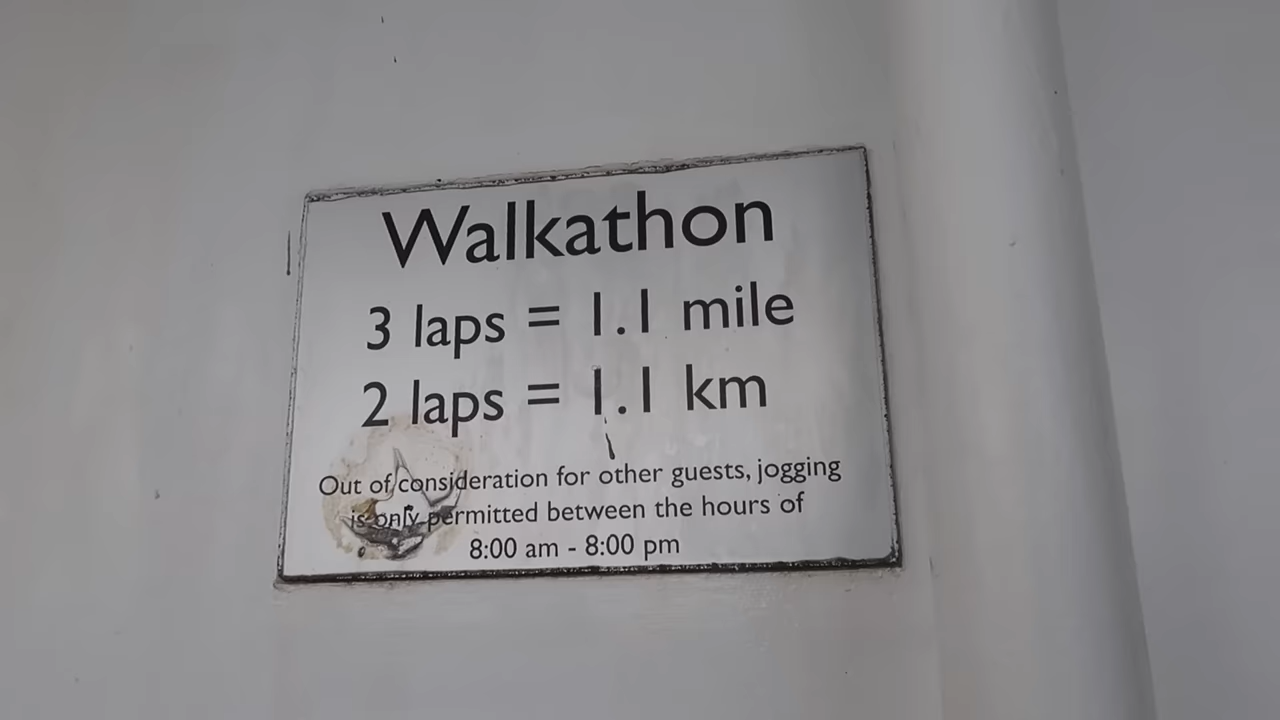 Walkathon
3 laps = 1.1 mile
2 laps = 1.1 km
Out of consideration for other guests, jogging
is only permitted between the hours of
8:00 am - 8:00 pm